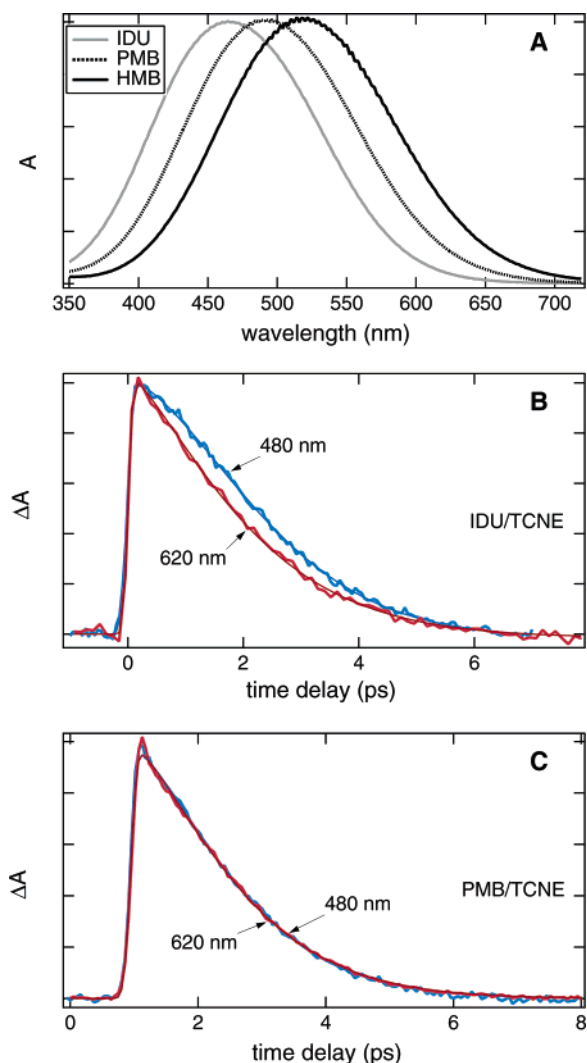 A
IDU
PMB
HMB
A
350 400 450 500 550 600 650 700
wavelength (nm)
B
480 nm
ΔA
620 nm
IDU/TCNE
0 2 4 6
time delay (ps)
C
ΔA
480 nm
620 nm
PMB/TCNE
0 2 4 6 8
time delay (ps)